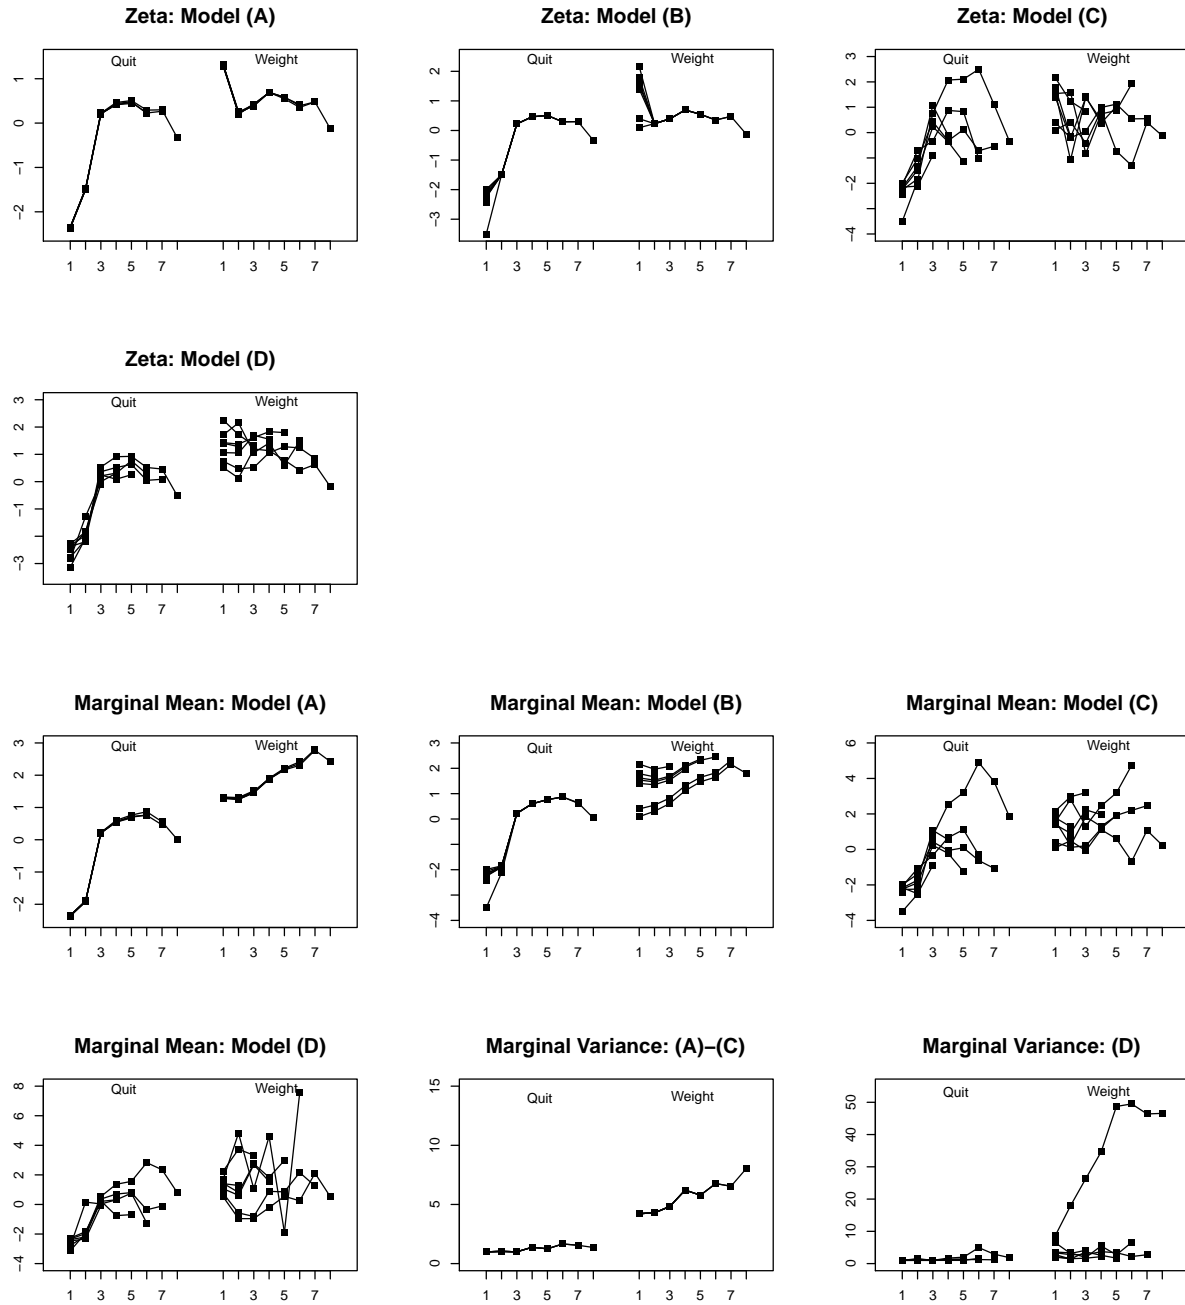 Zeta: Model (A)
Quit Weight
1
0
−1
−2
1 3 5 7 1 3 5 7
Zeta: Model (B)
Quit Weight
2
1
0
−1
−2
−3
1 3 5 7 1 3 5 7
Zeta: Model (C)
Quit Weight
3
2
0
−2
−4
1 3 5 7 1 3 5 7
Zeta: Model (D)
Quit Weight
3
2
1
0
−1
−3
1 3 5 7 1 3 5 7
Marginal Mean: Model (A)
Quit Weight
3
2
1
0
−2
1 3 5 7 1 3 5 7
Marginal Mean: Model (B)
Quit Weight
3
2
1
0
−2
−4
1 3 5 7 1 3 5 7
Marginal Mean: Model (C)
Quit Weight
6
4
2
0
−2
−4
1 3 5 7 1 3 5 7
Marginal Mean: Model (D)
Quit Weight
8
6
4
2
0
−2
−4
1 3 5 7 1 3 5 7
Marginal Variance: (A)−(C)
Quit Weight
15
10
5
0
1 3 5 7 1 3 5 7
Marginal Variance: (D)
Quit Weight
50
40
30
20
10
0
1 3 5 7 1 3 5 7